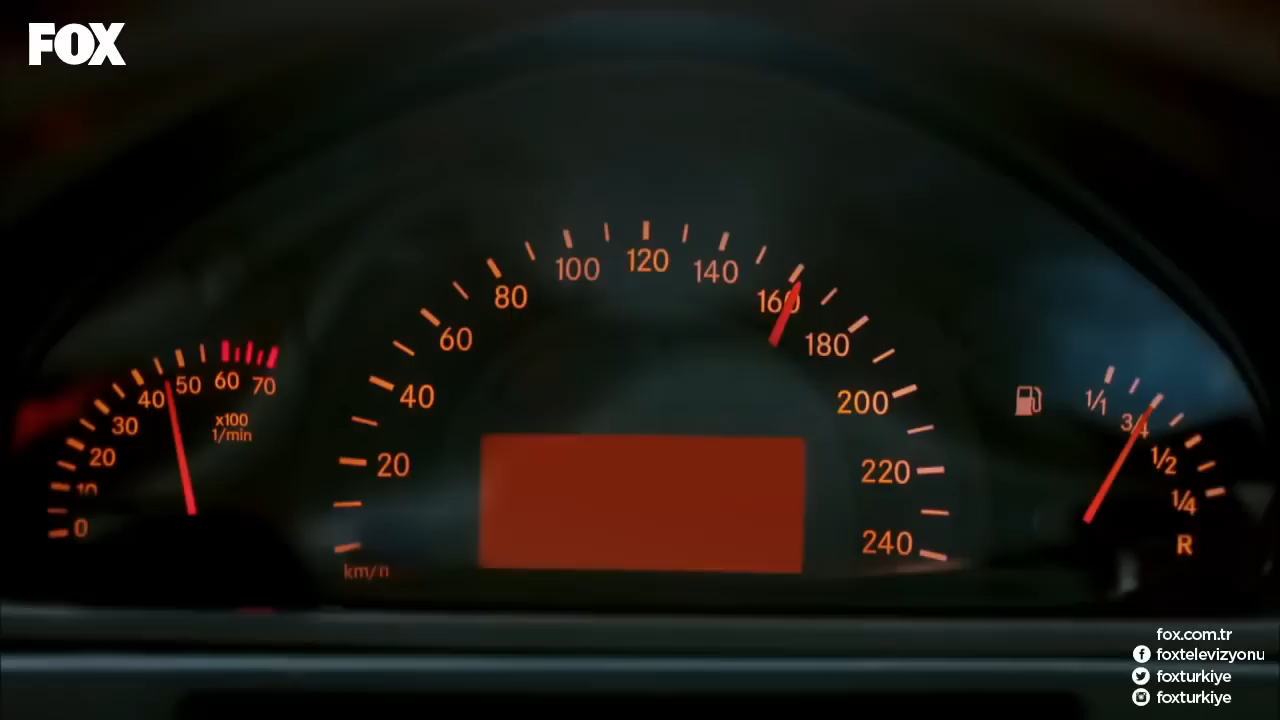 FOX
100
120
140
80
160
60
180
40
200
20
220
240
km/h
50
60
70
40
30
20
10
0
x100
1/min
1/1
3/4
1/2
1/4
R
fox.com.tr
foxtelevizyonu
foxturkiye
foxturkiye